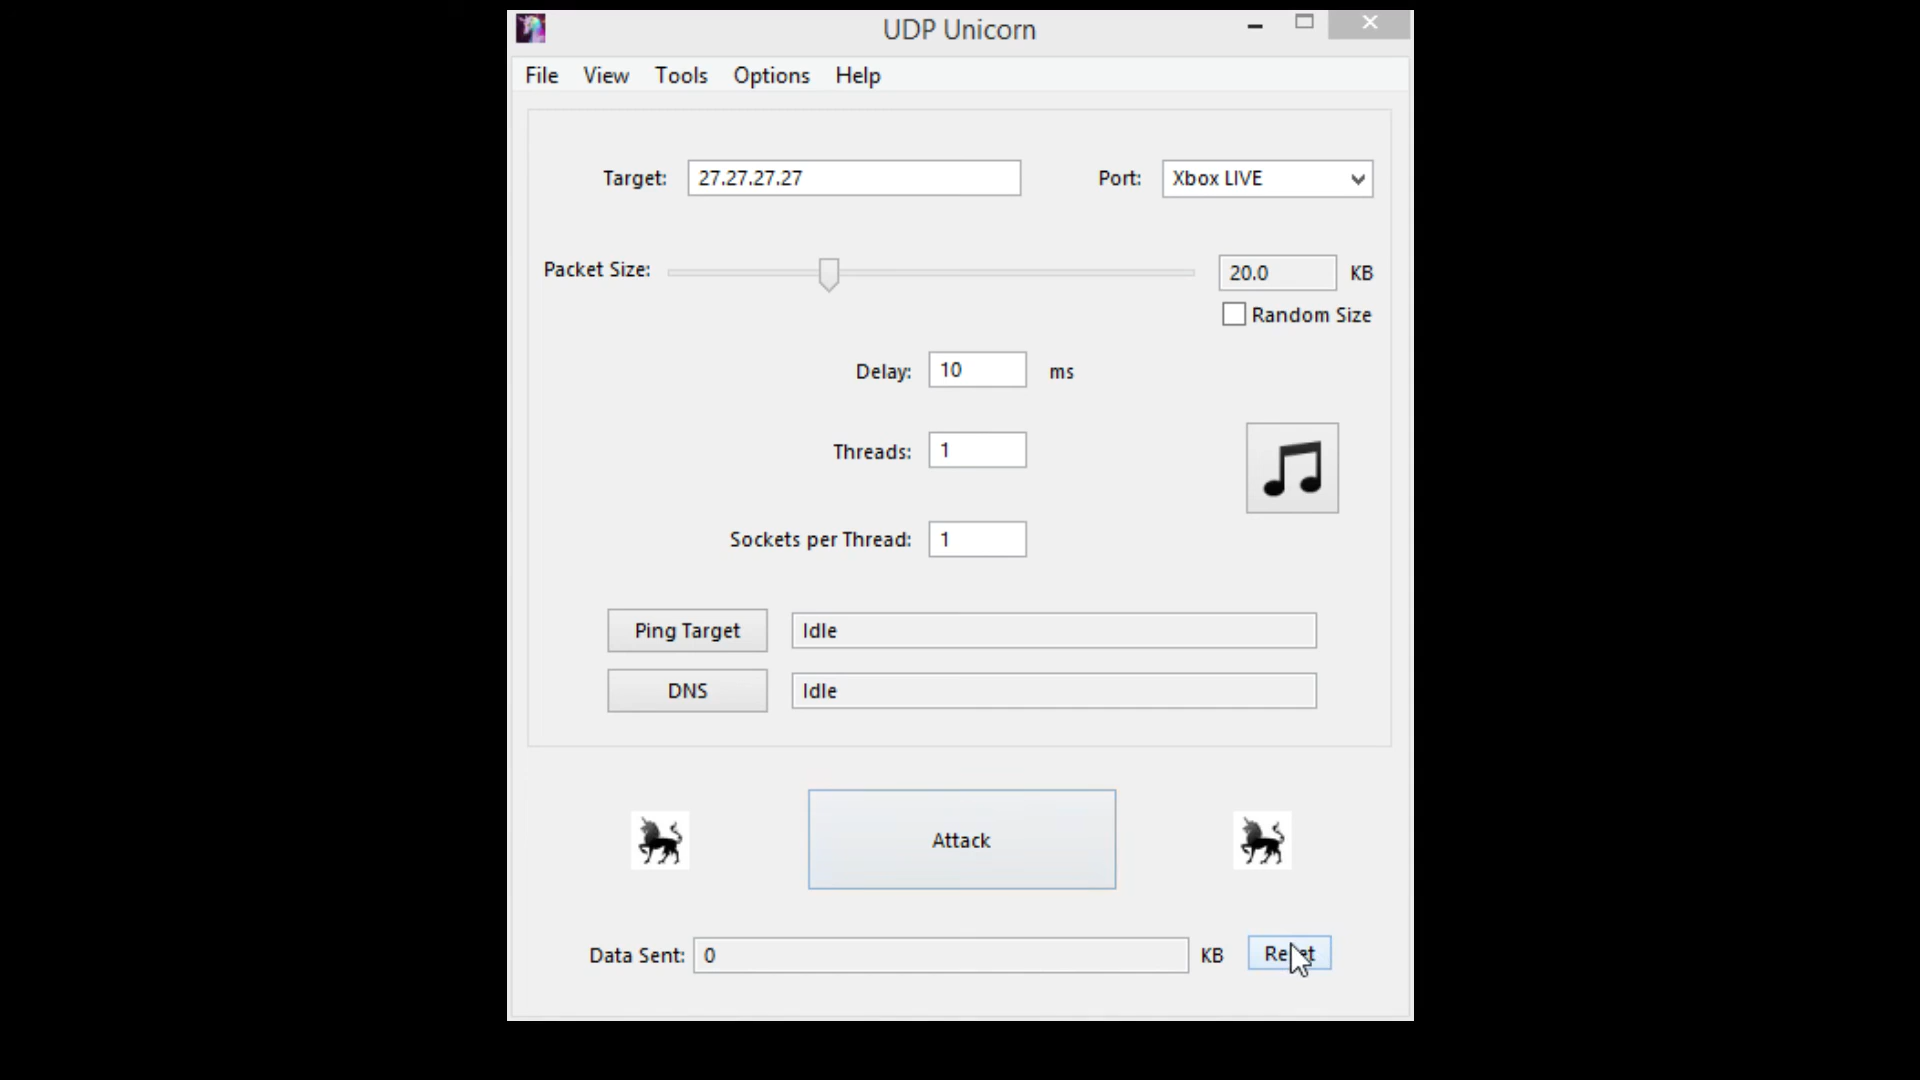 UDP Unicorn
File View Tools Options Help
Target: 27.27.27.27 Port: Xbox LIVE
Packet Size: 20.0 KB
Random Size
Delay: 10 ms
Threads: 1
Sockets per Thread: 1
Ping Target Idle
DNS Idle
Attack
Data Sent: 0 KB Reset